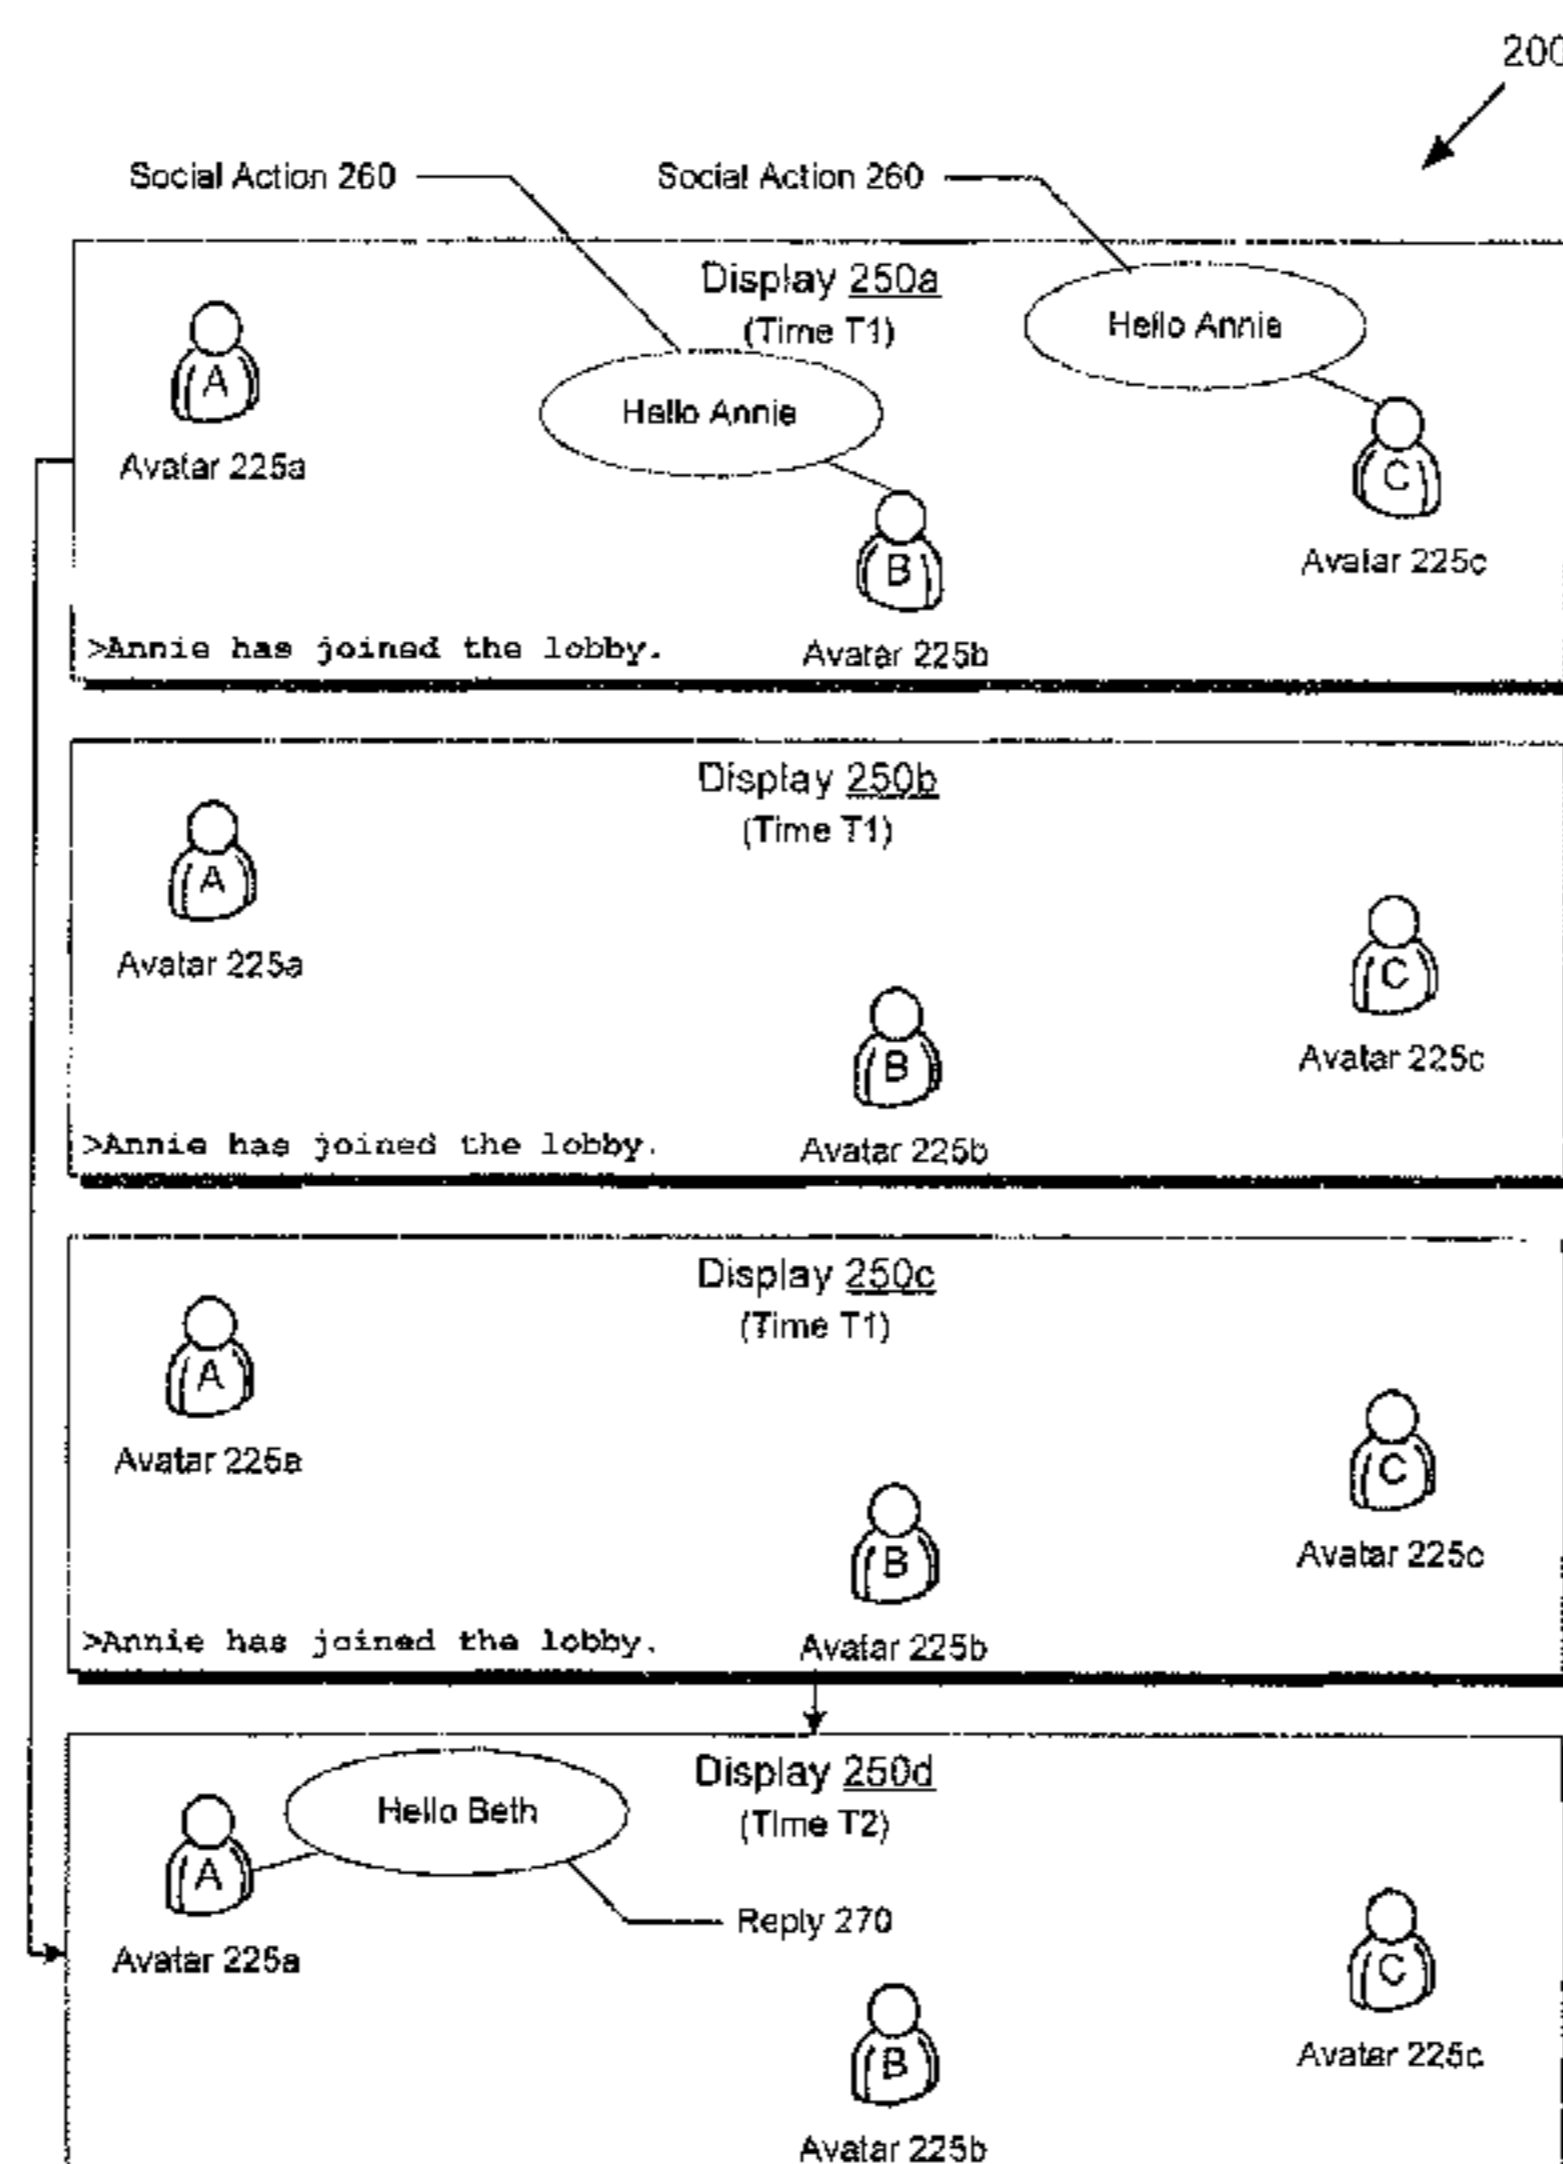 200
Social Action 260
Social Action 260
Display 250a
(Time T1)
Hello Annie
Hello Annie
A
Avatar 225a
C
Avatar 225c
B
>Annie has joined the lobby.
Avatar 225b
Display 250b
(Time T1)
A
Avatar 225a
C
Avatar 225c
B
>Annie has joined the lobby.
Avatar 225b
Display 250c
(Time T1)
A
Avatar 225a
C
Avatar 225c
B
>Annie has joined the lobby.
Avatar 225b
Display 250d
(Time T2)
Hello Beth
A
Reply 270
Avatar 225a
C
Avatar 225c
B
Avatar 225b